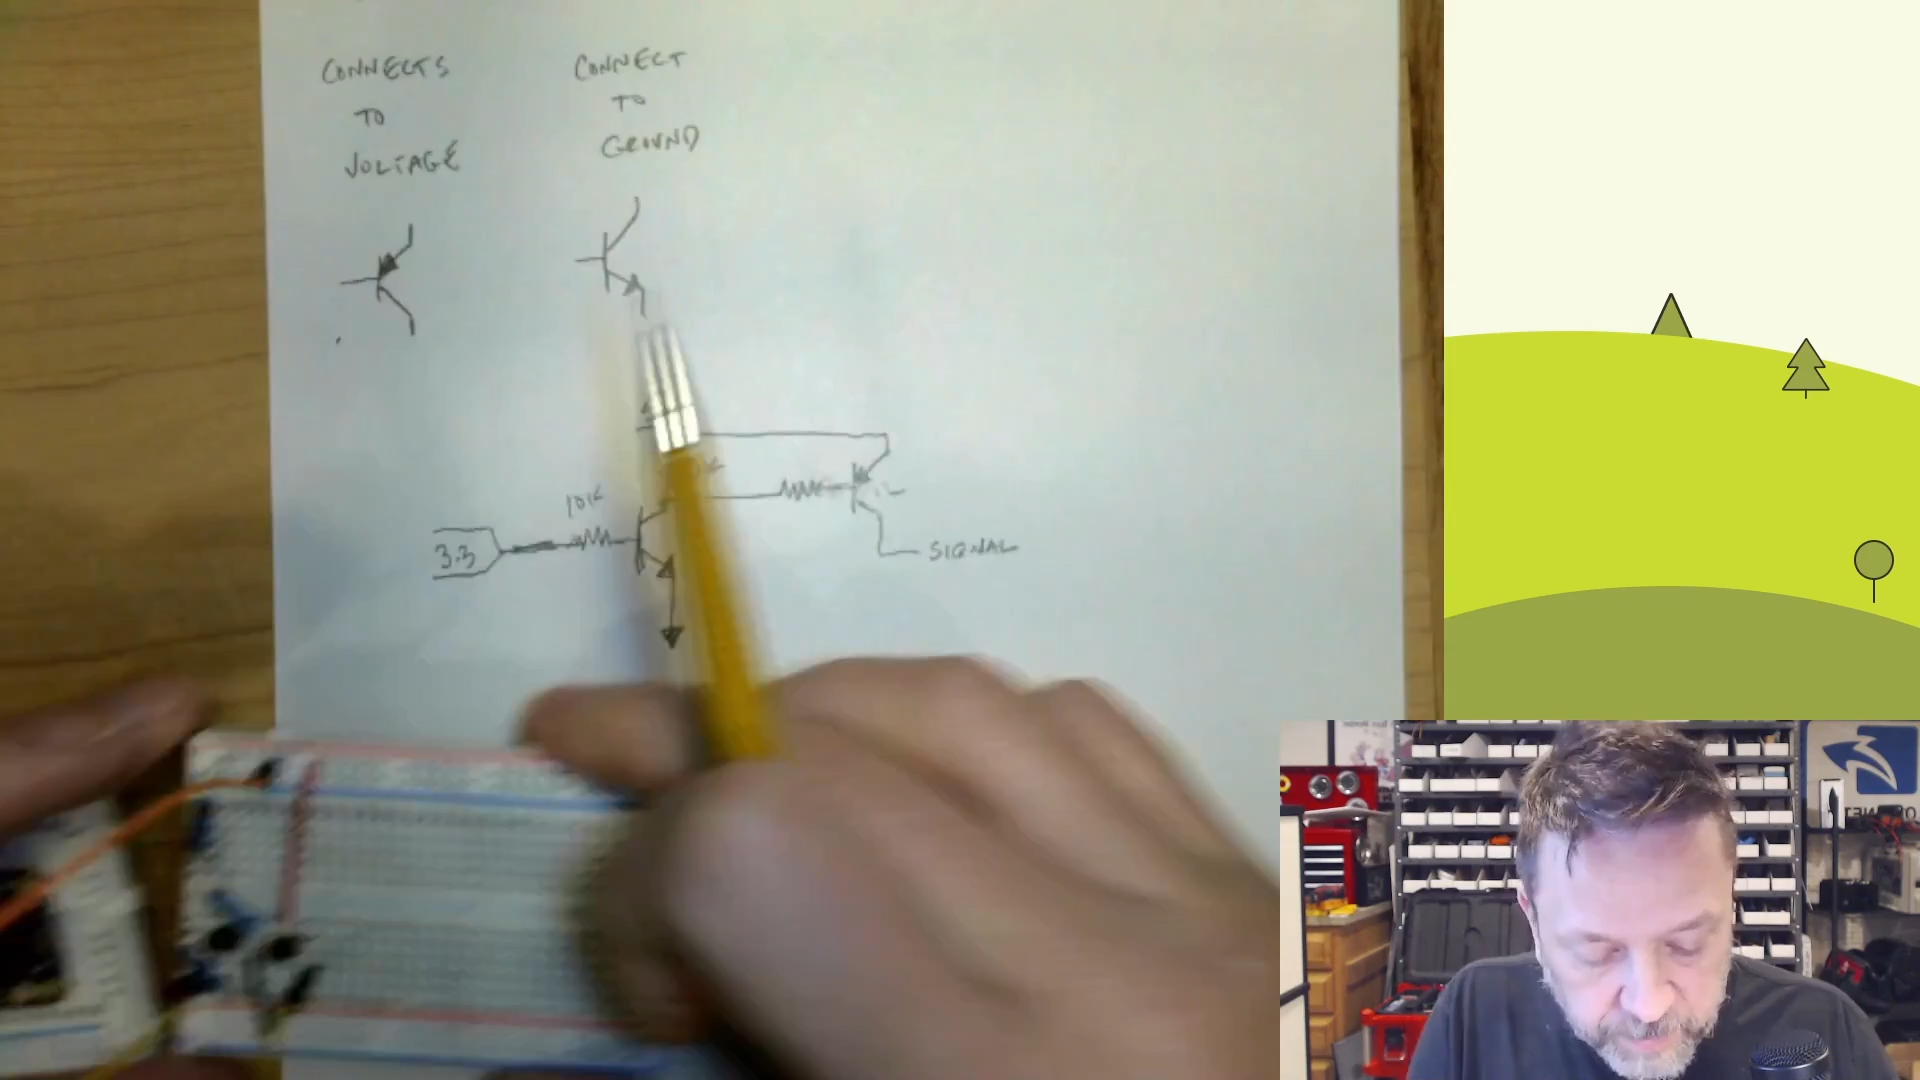 CONNECTS
TO
VOLTAGE
CONNECT
TO
GROUND
10K
3.3
SIGNAL